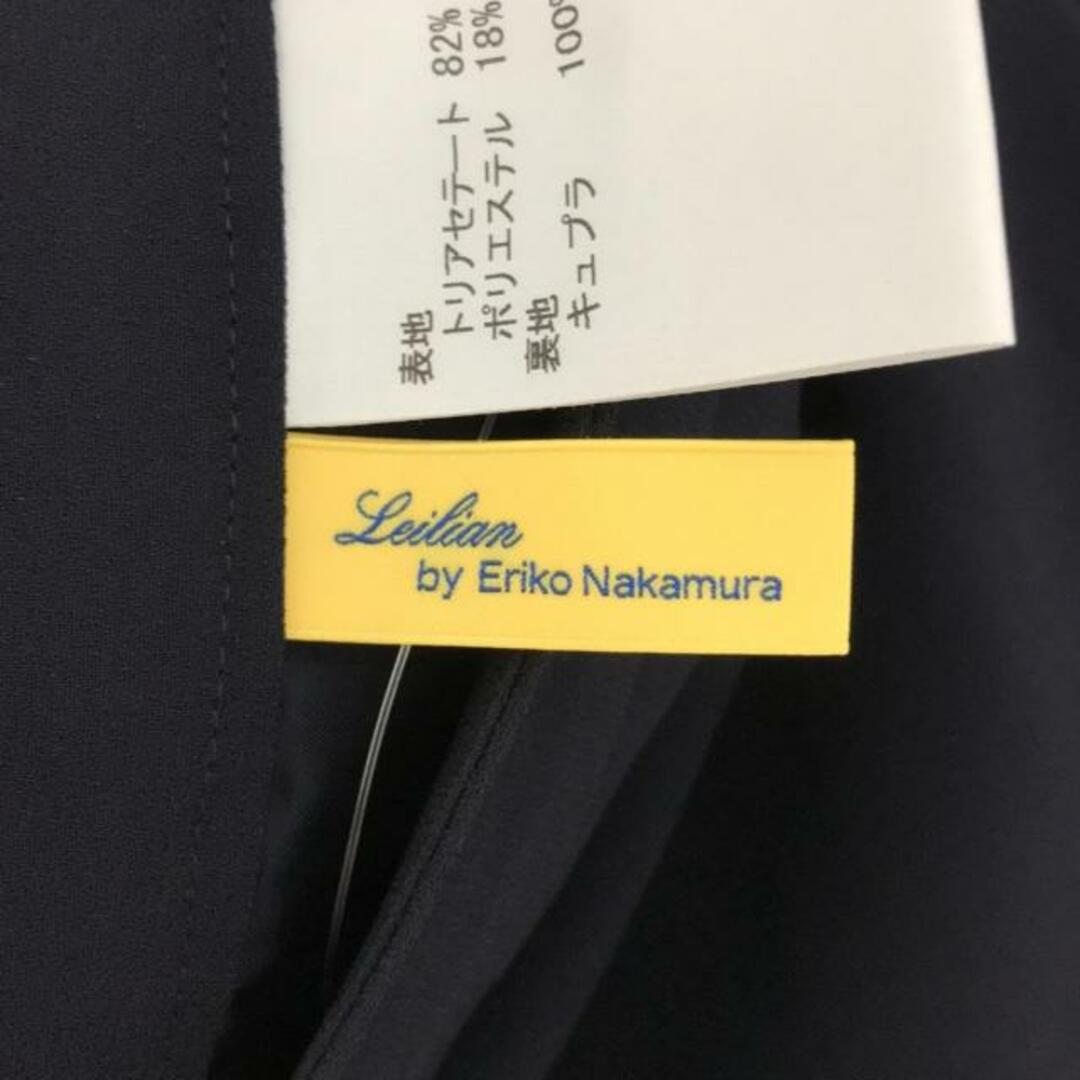 表地
トリアセテート 82%
ポリエステル 18%
裏地
キュプラ 100%
Leilian
by Eriko Nakamura